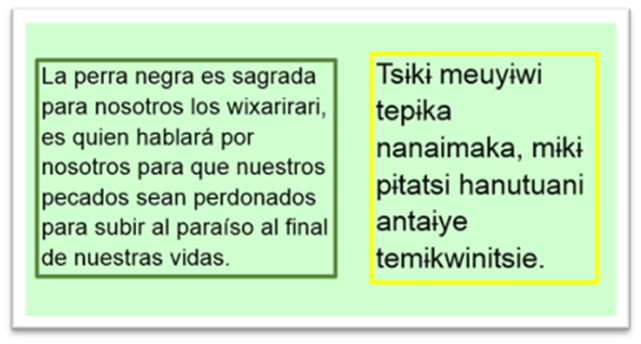 La perra negra es sagrada
para nosotros los wixarirari,
es quien hablará por
nosotros para que nuestros
pecados sean perdonados
para subir al paraíso al final
de nuestras vidas.
Tsɨkɨ meuyɨwi
tepɨka
nanaimaka, mɨkɨ
pɨtatsi hanutuani
antaɨye
temɨkwinitsie.